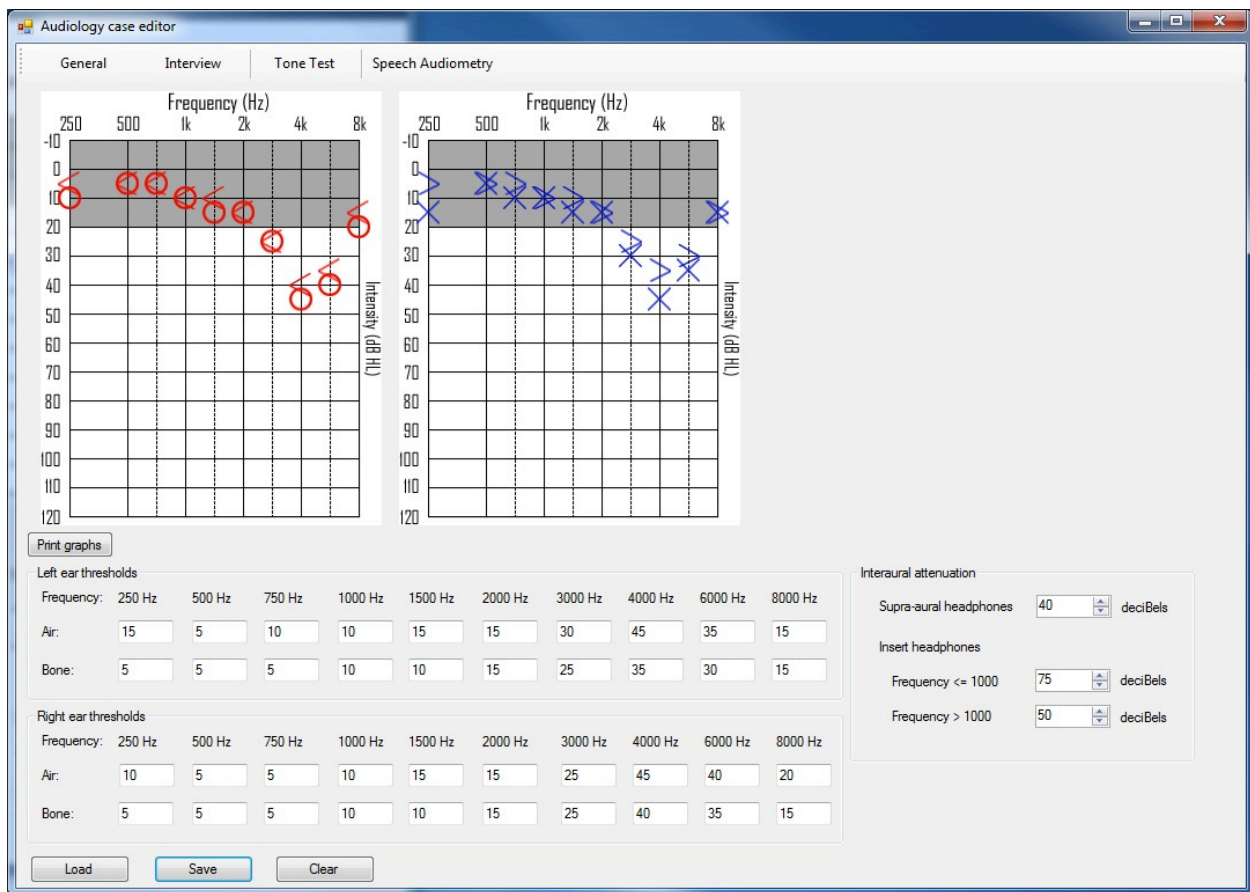 Audiology case editor
General Interview Tone Test Speech Audiometry
Frequency (Hz) Frequency (Hz)
250 500 1k 2k 4k 8k 250 500 1k 2k 4k 8k
-10 -10
0 0
10 10
20 20
30 30
40 40
50 50
60 60
70 70
80 80
90 90
100 100
110 110
120 120
Intensity (dB HL) Intensity (dB HL)
Print graphs
Left ear thresholds
Frequency: 250 Hz 500 Hz 750 Hz 1000 Hz 1500 Hz 2000 Hz 3000 Hz 4000 Hz 6000 Hz 8000 Hz
Air: 15 5 10 10 15 15 30 45 35 15
Bone: 5 5 5 10 10 15 25 35 30 15
Right ear thresholds
Frequency: 250 Hz 500 Hz 750 Hz 1000 Hz 1500 Hz 2000 Hz 3000 Hz 4000 Hz 6000 Hz 8000 Hz
Air: 10 5 5 10 15 15 25 45 40 20
Bone: 5 5 5 10 10 15 25 40 35 15
Interaural attenuation
Supra-aural headphones 40 deciBels
Insert headphones
Frequency <= 1000 75 deciBels
Frequency > 1000 50 deciBels
Load Save Clear